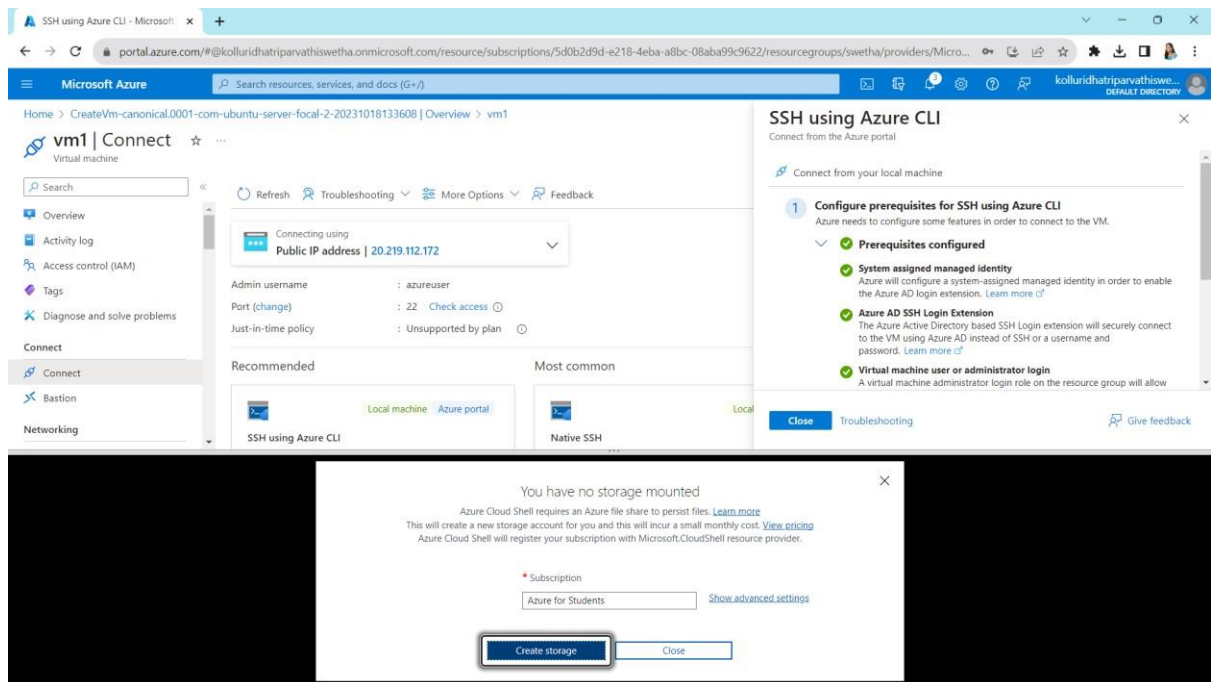 SSH using Azure CLI - Microsoft
portal.azure.com/#@kolluridhatriparvathiswetha.onmicrosoft.com/resource/subscriptions/5d0b2d9d-e218-4eba-a8bc-08aba99c9622/resourcegroups/swetha/providers/Micro...
Microsoft Azure
Search resources, services, and docs (G+/)
3
kolluridhatriparvathiswe...
DEFAULT DIRECTORY
Home > CreateVm-canonical.0001-com-ubuntu-server-focal-2-20231018133608 | Overview > vm1
vm1 | Connect
Virtual machine
Search
Overview
Activity log
Access control (IAM)
Tags
Diagnose and solve problems
Connect
Connect
Bastion
Networking
Refresh Troubleshooting More Options Feedback
Connecting using
Public IP address | 20.219.112.172
Admin username : azureuser
Port (change) : 22 Check access
Just-in-time policy : Unsupported by plan
Recommended
Local machine Azure portal
SSH using Azure CLI
Most common
Local
Native SSH
SSH using Azure CLI
Connect from the Azure portal
Connect from your local machine
1 Configure prerequisites for SSH using Azure CLI
Azure needs to configure some features in order to connect to the VM.
Prerequisites configured
System assigned managed identity
Azure will configure a system-assigned managed identity in order to enable
the Azure AD login extension. Learn more
Azure AD SSH Login Extension
The Azure Active Directory based SSH Login extension will securely connect
to the VM using Azure AD instead of SSH or a username and
password. Learn more
Virtual machine user or administrator login
A virtual machine administrator login role on the resource group will allow
Close Troubleshooting Give feedback
You have no storage mounted
Azure Cloud Shell requires an Azure file share to persist files. Learn more
This will create a new storage account for you and this will incur a small monthly cost. View pricing
Azure Cloud Shell will register your subscription with Microsoft.CloudShell resource provider.
* Subscription
Azure for Students Show advanced settings
Create storage Close